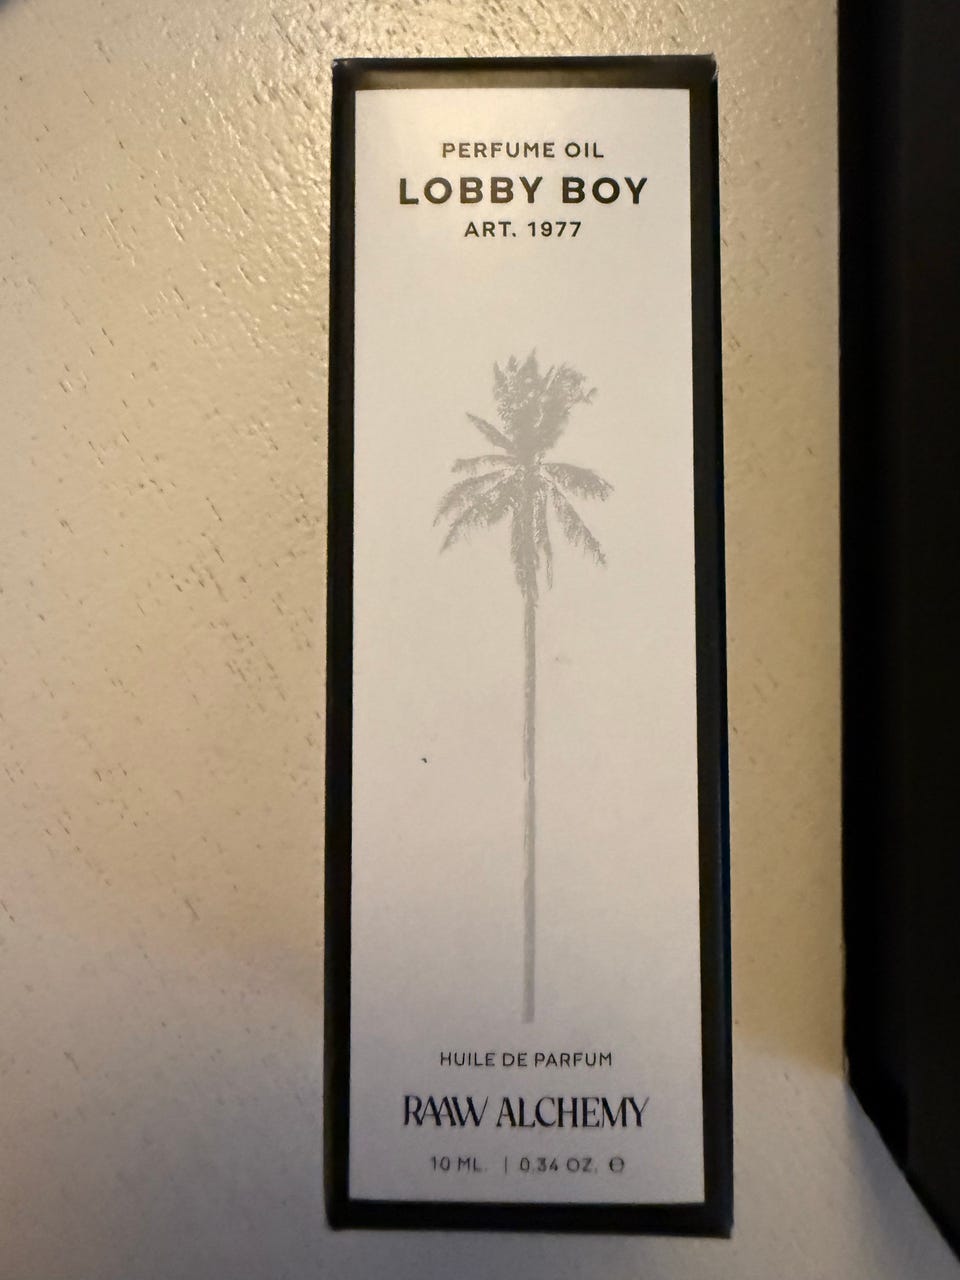 PERFUME OIL
LOBBY BOY
ART. 1977
HUILE DE PARFUM
RAAW ALCHEMY
10 ML. | 0.34 OZ. ℮